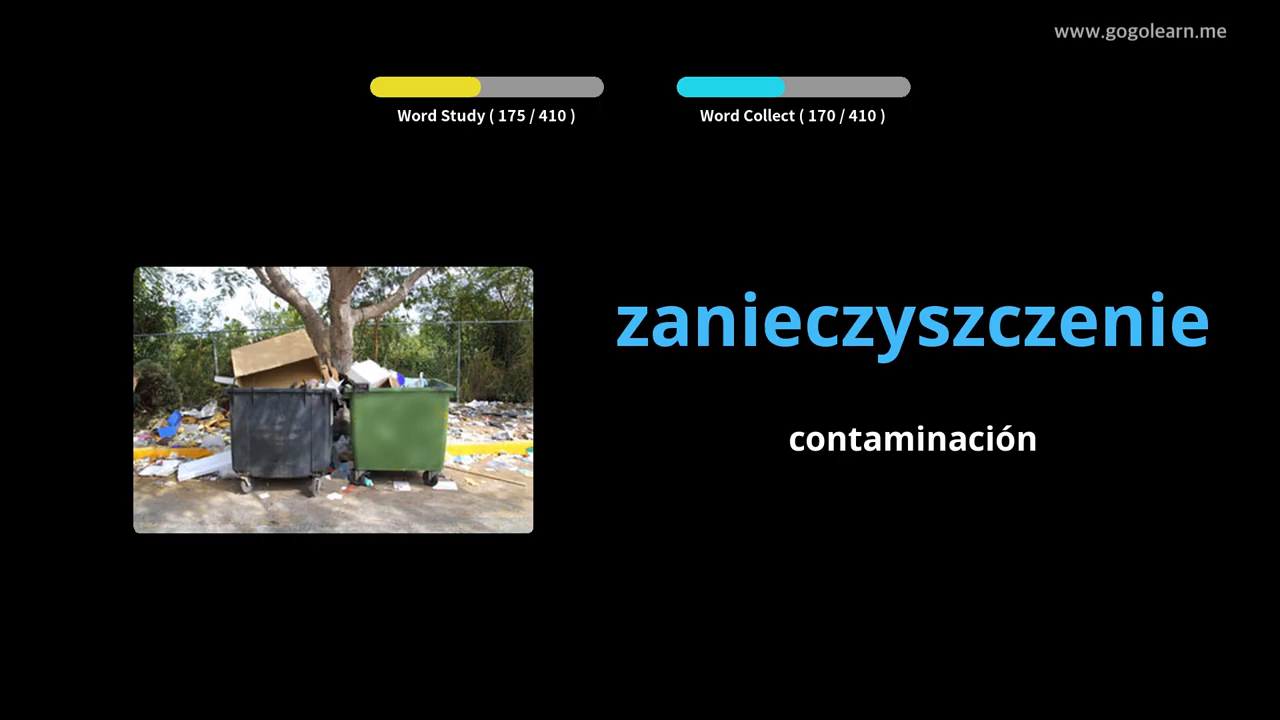 www.gogolearn.me
Word Study ( 175 / 410 )
Word Collect ( 170 / 410 )
zanieczyszczenie
contaminación